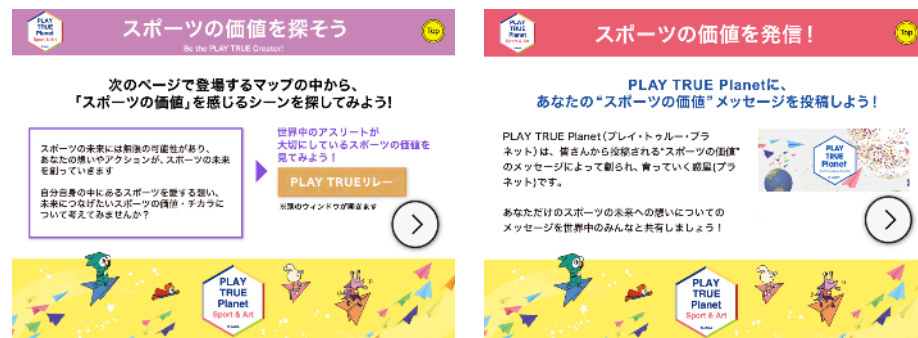 PLAY
TRUE
Planet
Sport & Art
スポーツの価値を探そう
Be the PLAY TRUE Creator!
Top
次のページで登場するマップの中から、
「スポーツの価値」を感じるシーンを探してみよう!
スポーツの未来には無限の可能性があり、
あなたの想いやアクションが、スポーツの未来
を創っていきます
自分自身の中にあるスポーツを愛する想い、
未来につなげたいスポーツの価値・チカラに
ついて考えてみませんか?
世界中のアスリートが
大切にしているスポーツの価値を
見てみよう!
PLAY TRUEリレー
※別のウィンドウが開きます
PLAY
TRUE
Planet
Sport & Art
PLAY
TRUE
Planet
Sport & Art
スポーツの価値を発信!
Top
PLAY TRUE Planetに、
あなたの“スポーツの価値”メッセージを投稿しよう!
PLAY TRUE Planet(プレイ・トゥルー・プラ
ネット)は、皆さんから投稿される“スポーツの価値”
のメッセージによって創られ、育っていく惑星(プラ
ネット)です。
あなただけのスポーツの未来への想いについての
メッセージを世界中のみんなと共有しましょう!
PLAY
TRUE
Planet
PLAY
TRUE
Planet
Sport & Art